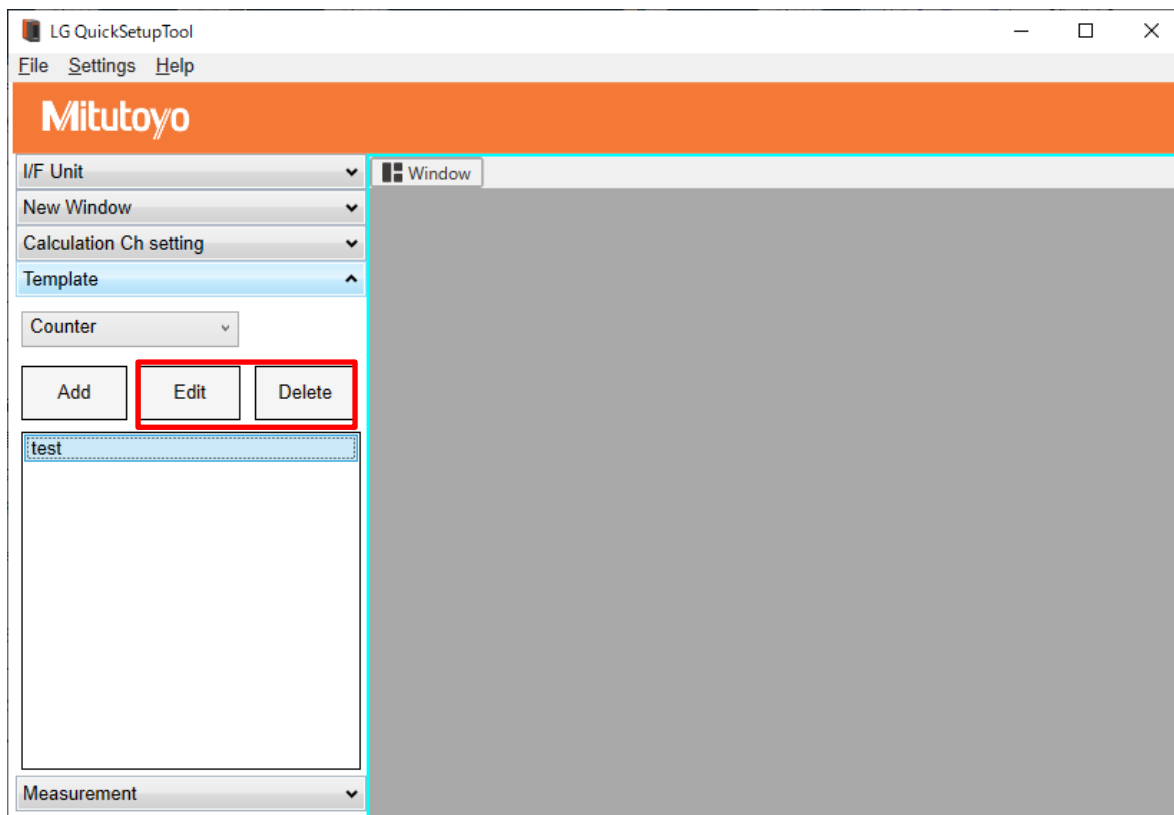 LG QuickSetupTool
File Settings Help
Mitutoyo
I/F Unit
Window
New Window
Calculation Ch setting
Template
Counter
Add Edit Delete
test
Measurement